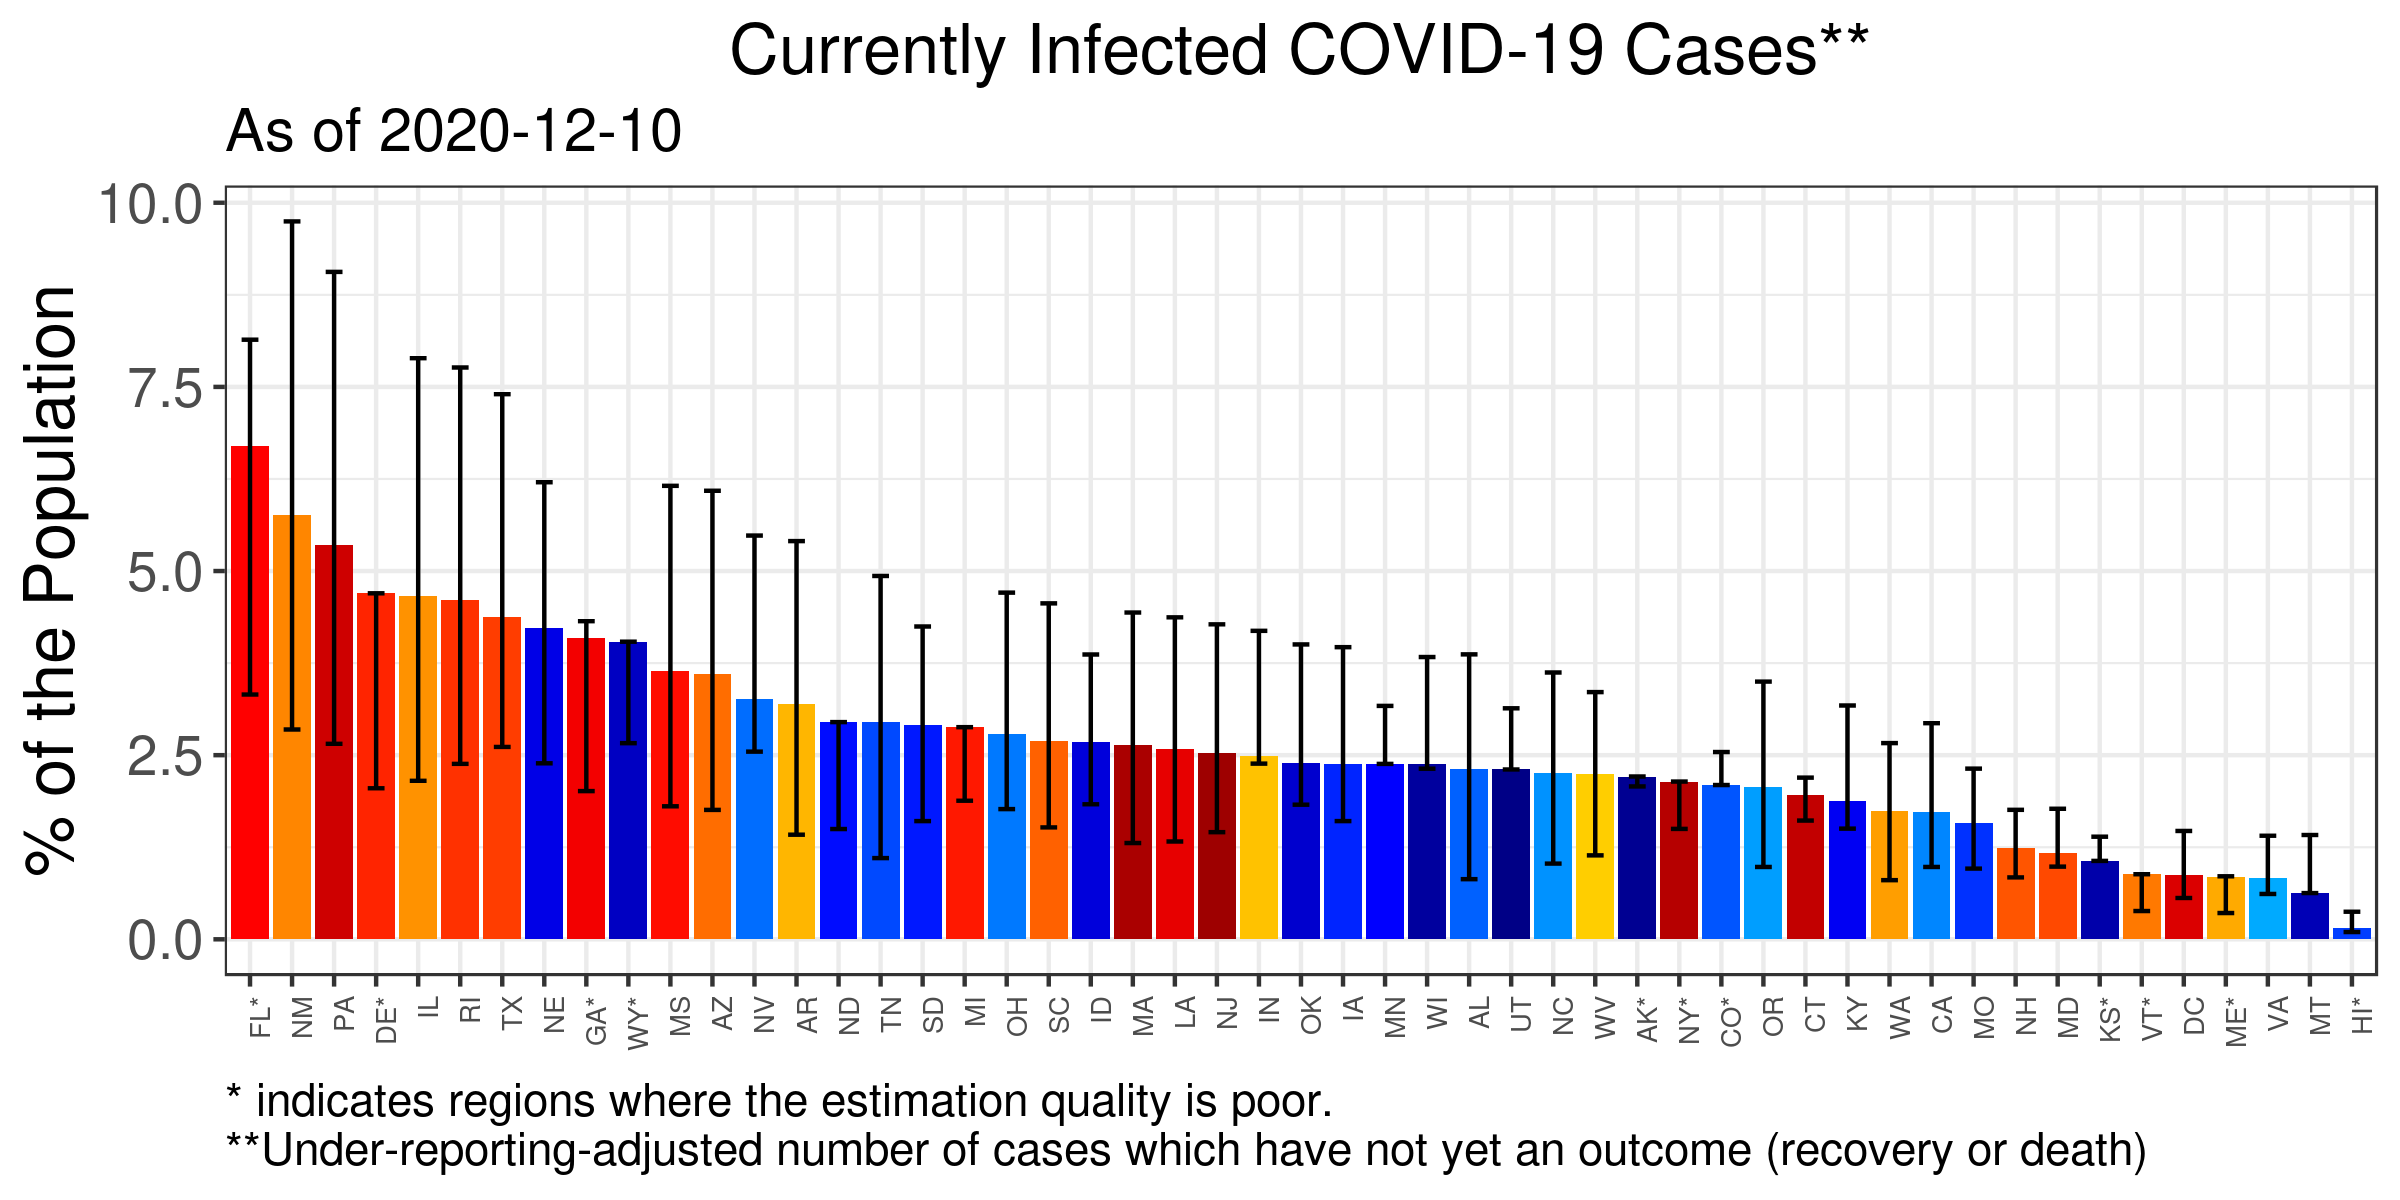 Currently Infected COVID-19 Cases**
As of 2020-12-10
% of the Population
10.0
7.5
5.0
2.5
0.0
FL* NM PA DE* IL RI TX NE GA* WY* MS AZ NV AR ND TN SD MI OH SC ID MA LA NJ IN OK IA MN WI AL UT NC WV AK* NY* CO* OR CT KY WA CA MO NH MD KS* VT* DC ME* VA MT HI*
* indicates regions where the estimation quality is poor.
**Under-reporting-adjusted number of cases which have not yet an outcome (recovery or death)